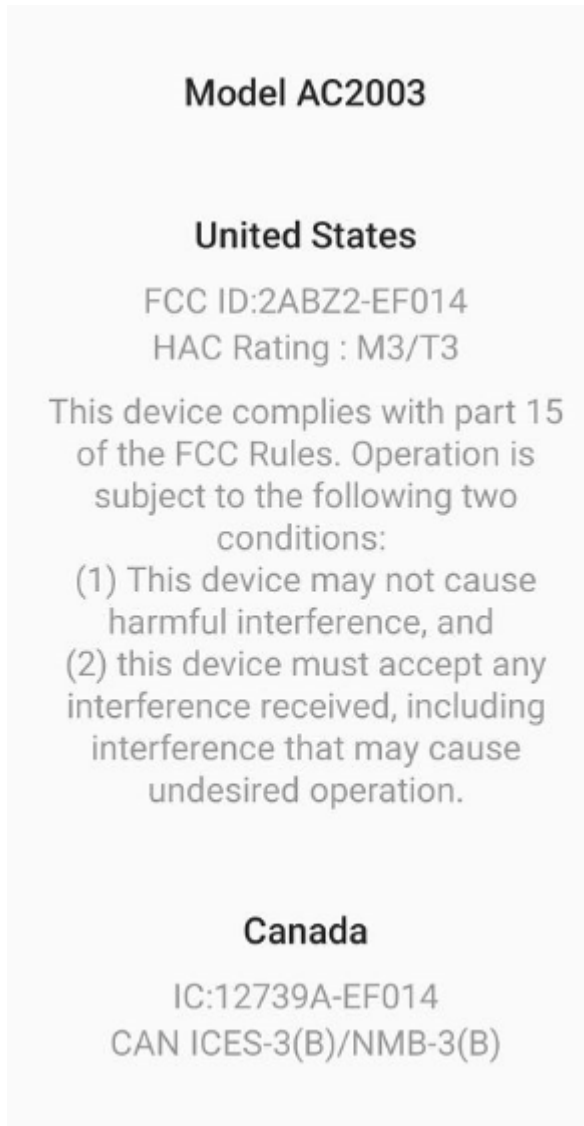 Model AC2003
United States
FCC ID:2ABZ2-EF014
HAC Rating : M3/T3
This device complies with part 15
of the FCC Rules. Operation is
subject to the following two
conditions:
(1) This device may not cause
harmful interference, and
(2) this device must accept any
interference received, including
interference that may cause
undesired operation.
Canada
IC:12739A-EF014
CAN ICES-3(B)/NMB-3(B)